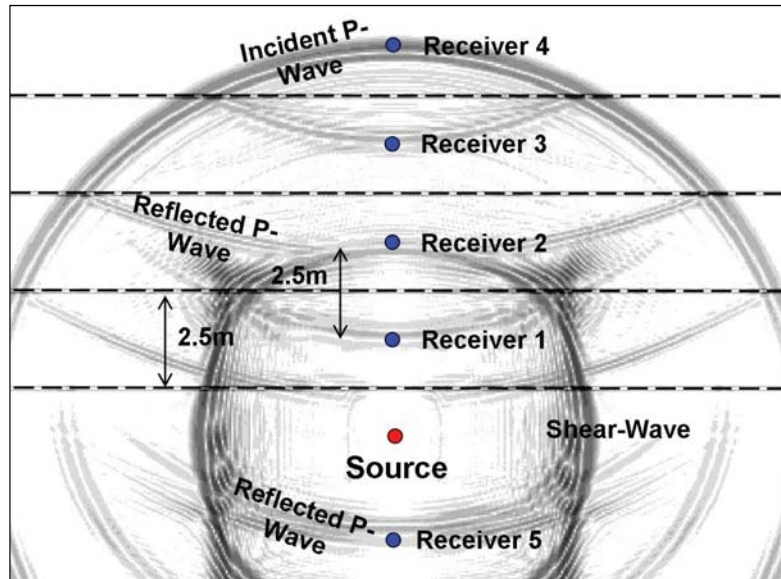 Incident P-
Wave
Receiver 4
Receiver 3
Reflected P-
Wave
Receiver 2
2.5m
2.5m
Receiver 1
Shear-Wave
Source
Reflected P-
Wave
Receiver 5